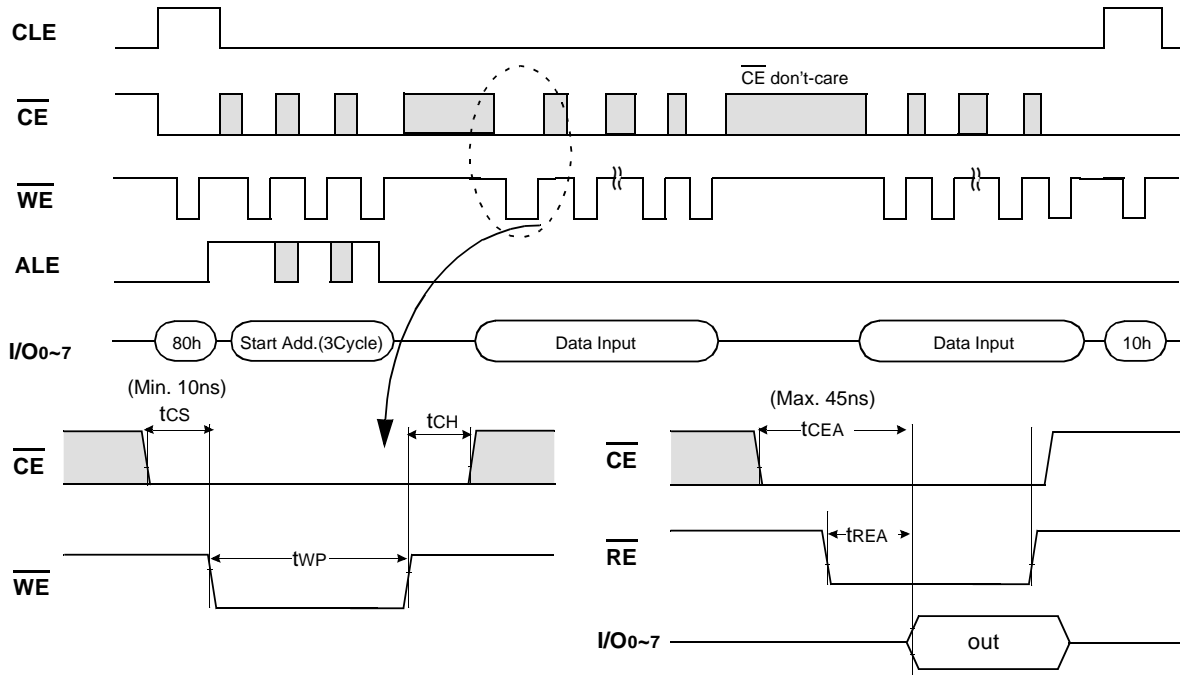 CLE
CE don't-care
CE
WE
ALE
I/O0~7 80h Start Add.(3Cycle) Data Input Data Input 10h
(Min. 10ns)
tCS
tCH
CE
tWP
WE
(Max. 45ns)
tCEA
CE
tREA
RE
I/O0~7 out